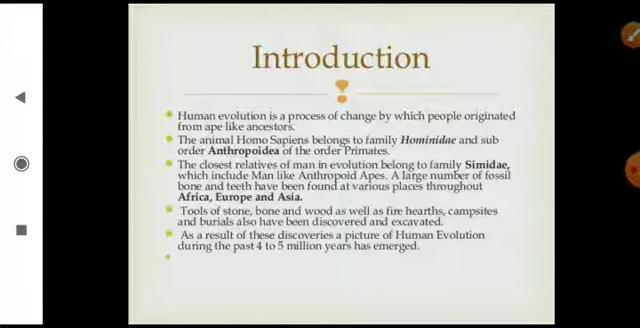 Introduction
Human evolution is a process of change by which people originated
from ape like ancestors.
The animal Homo Sapiens belongs to family Hominidae and sub
order Anthropoidea of the order Primates.
The closest relatives of man in evolution belong to family Simidae,
which include Man like Anthropoid Apes. A large number of fossil
bone and teeth have been found at various places throughout
Africa, Europe and Asia.
Tools of stone, bone and wood as well as fire hearths, campsites
and burials also have been discovered and excavated.
As a result of these discoveries a picture of Human Evolution
during the past 4 to 5 million years has emerged.